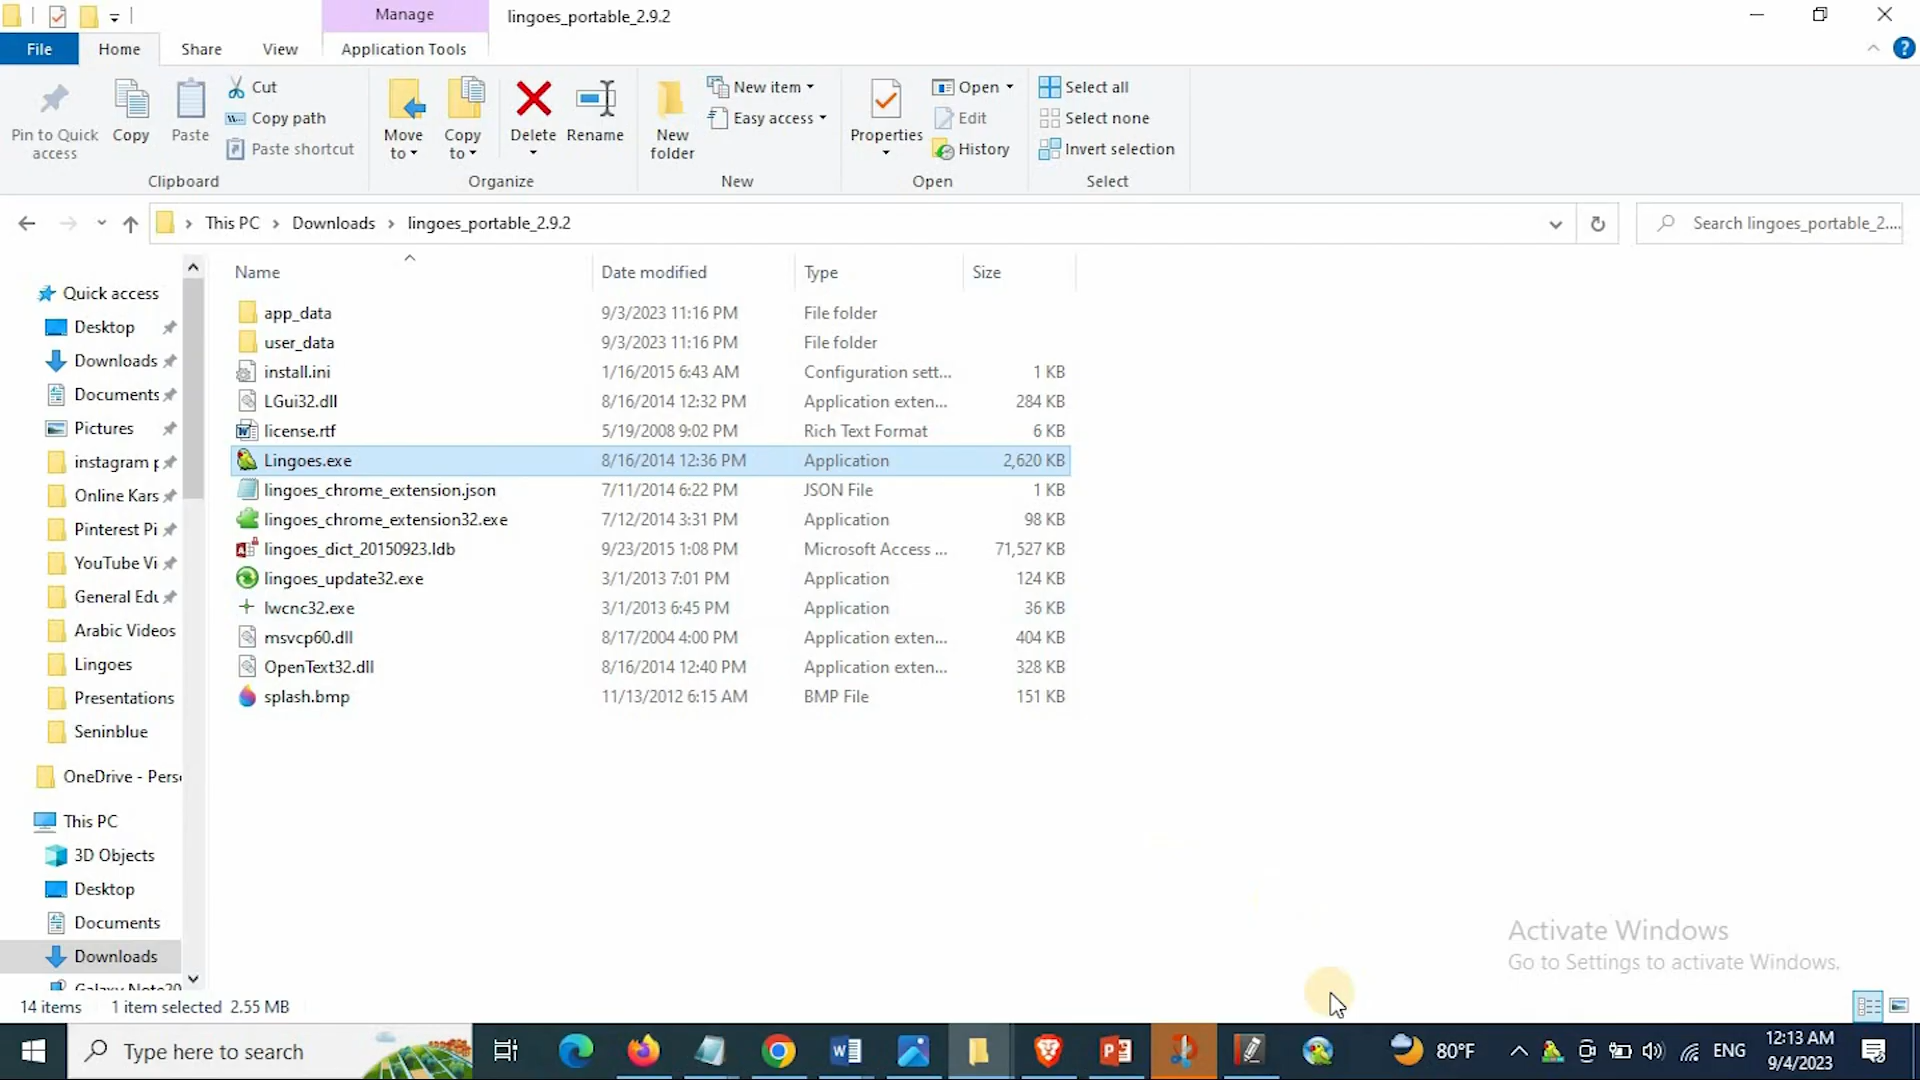 Manage
lingoes_portable_2.9.2
File
Home
Share
View
Application Tools
Pin to Quick access
Copy
Paste
Cut
Copy path
Paste shortcut
Clipboard
Move to
Copy to
Delete
Rename
Organize
New folder
New item
Easy access
New
Properties
Open
Edit
History
Open
Select all
Select none
Invert selection
Select
This PC > Downloads > lingoes_portable_2.9.2
Search lingoes_portable_2....
Name Date modified Type Size
app_data 9/3/2023 11:16 PM File folder
user_data 9/3/2023 11:16 PM File folder
install.ini 1/16/2015 6:43 AM Configuration sett... 1 KB
LGui32.dll 8/16/2014 12:32 PM Application exten... 284 KB
license.rtf 5/19/2008 9:02 PM Rich Text Format 6 KB
Lingoes.exe 8/16/2014 12:36 PM Application 2,620 KB
lingoes_chrome_extension.json 7/11/2014 6:22 PM JSON File 1 KB
lingoes_chrome_extension32.exe 7/12/2014 3:31 PM Application 98 KB
lingoes_dict_20150923.ldb 9/23/2015 1:08 PM Microsoft Access ... 71,527 KB
lingoes_update32.exe 3/1/2013 7:01 PM Application 124 KB
lwcnc32.exe 3/1/2013 6:45 PM Application 36 KB
msvcp60.dll 8/17/2004 4:00 PM Application exten... 404 KB
OpenText32.dll 8/16/2014 12:40 PM Application exten... 328 KB
splash.bmp 11/13/2012 6:15 AM BMP File 151 KB
Quick access
Desktop
Downloads
Documents
Pictures
instagram p
Online Kars
Pinterest Pi
YouTube Vi
General Edu
Arabic Videos
Lingoes
Presentations
Seninblue
OneDrive - Pers
This PC
3D Objects
Desktop
Documents
Downloads
Galaxy Note20
Activate Windows
Go to Settings to activate Windows.
14 items 1 item selected 2.55 MB
Type here to search
80°F
ENG
12:13 AM
9/4/2023